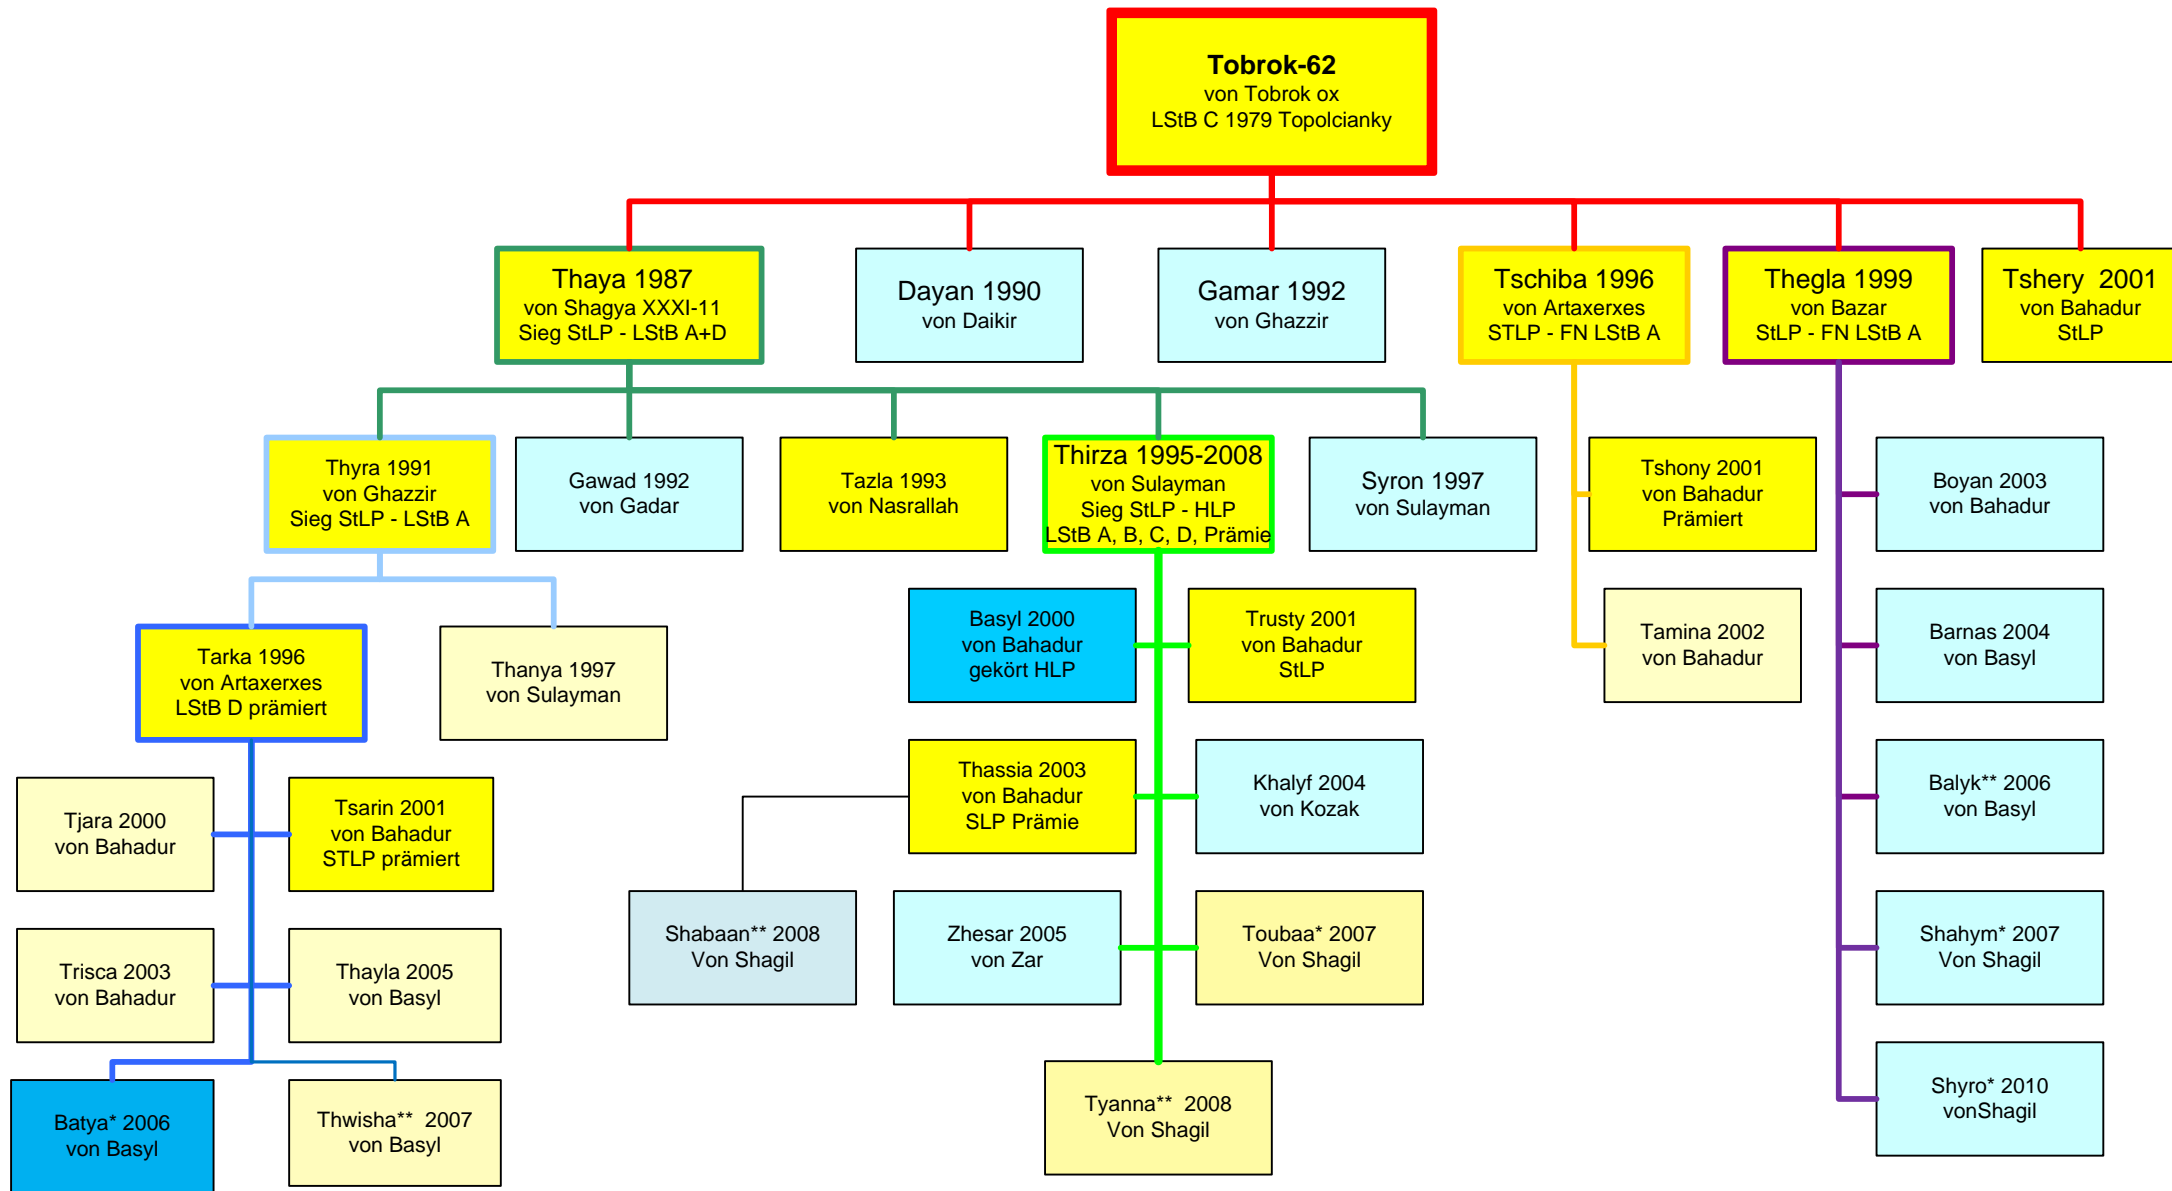 Tobrok-62
von Tobrok ox
LStB C 1979 Topolcianky
Thaya 1987
von Shagya XXXI-11
Sieg StLP - LStB A+D
Dayan 1990
von Daikir
Gamar 1992
von Ghazzir
Tschiba 1996
von Artaxerxes
STLP - FN LStB A
Thegla 1999
von Bazar
StLP - FN LStB A
Tshery 2001
von Bahadur
StLP
Thyra 1991
von Ghazzir
Sieg StLP - LStB A
Gawad 1992
von Gadar
Tazla 1993
von Nasrallah
Thirza 1995-2008
von Sulayman
Sieg StLP - HLP
LStB A, B, C, D, Prämie
Syron 1997
von Sulayman
Tshony 2001
von Bahadur
Prämiert
Boyan 2003
von Bahadur
Basyl 2000
von Bahadur
gekört HLP
Trusty 2001
von Bahadur
StLP
Tamina 2002
von Bahadur
Barnas 2004
von Basyl
Tarka 1996
von Artaxerxes
LStB D prämiert
Thanya 1997
von Sulayman
Thassia 2003
von Bahadur
SLP Prämie
Khalyf 2004
von Kozak
Balyk** 2006
von Basyl
Tjara 2000
von Bahadur
Tsarin 2001
von Bahadur
STLP prämiert
Shabaan** 2008
Von Shagil
Zhesar 2005
von Zar
Toubaa* 2007
Von Shagil
Shahym* 2007
Von Shagil
Trisca 2003
von Bahadur
Thayla 2005
von Basyl
Tyanna** 2008
Von Shagil
Shyro* 2010
vonShagil
Batya* 2006
von Basyl
Thwisha** 2007
von Basyl